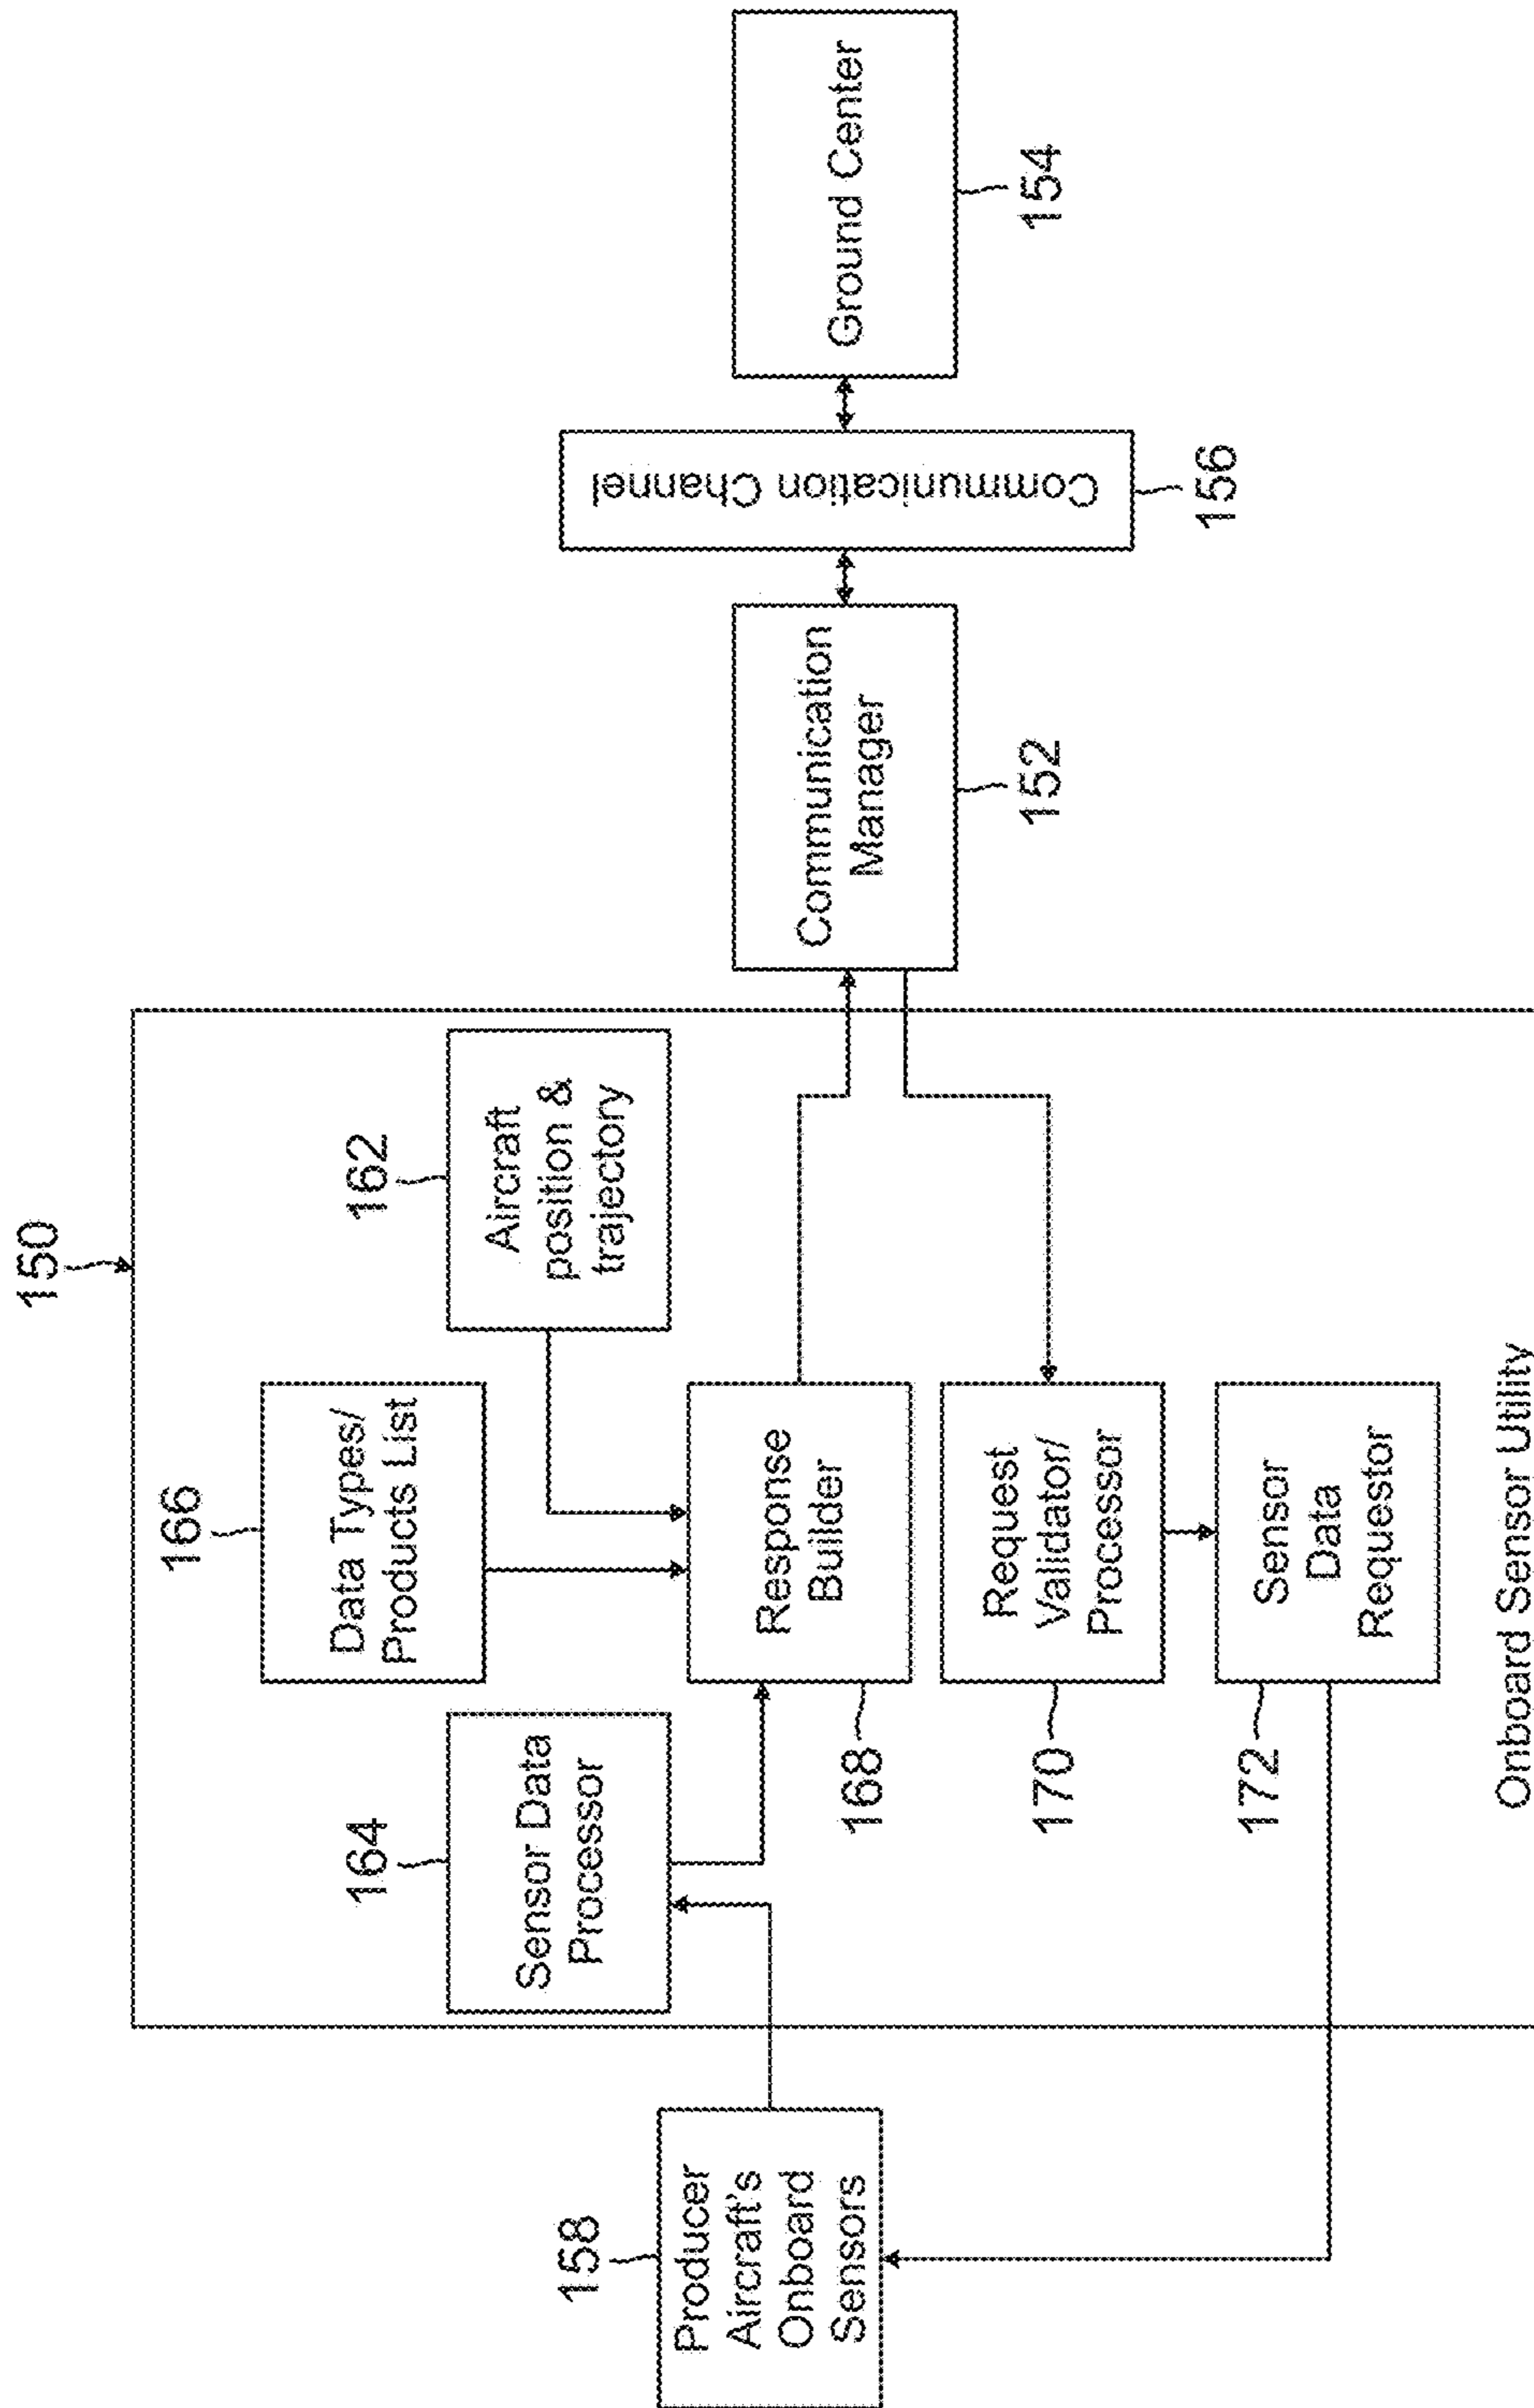 150
166
Data Types/
Products List
162
Aircraft
position &
trajectory
164
Sensor Data
Processor
158
Producer
Aircraft's
Onboard
Sensors
Response
Builder
168
Request
Validator/
Processor
170
Sensor
Data
Requestor
172
Onboard Sensor Utility
Communication
Manager
152
Communication Channel
156
Ground Center
154